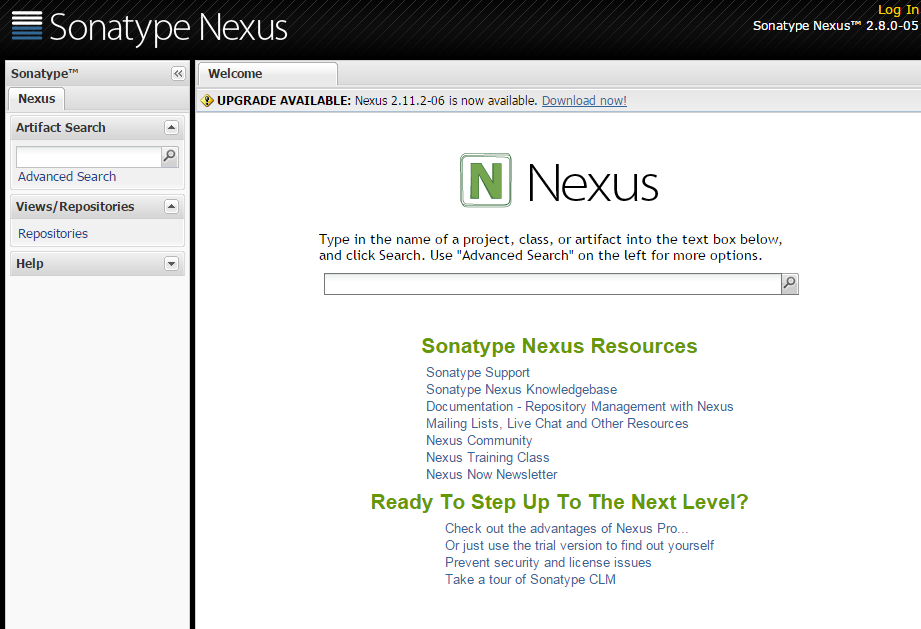 Sonatype Nexus
Log In
Sonatype Nexus™ 2.8.0-05
Sonatype™
Nexus
Artifact Search
Advanced Search
Views/Repositories
Repositories
Help
Welcome
UPGRADE AVAILABLE: Nexus 2.11.2-06 is now available. Download now!
N Nexus
Type in the name of a project, class, or artifact into the text box below,
and click Search. Use "Advanced Search" on the left for more options.
Sonatype Nexus Resources
Sonatype Support
Sonatype Nexus Knowledgebase
Documentation - Repository Management with Nexus
Mailing Lists, Live Chat and Other Resources
Nexus Community
Nexus Training Class
Nexus Now Newsletter
Ready To Step Up To The Next Level?
Check out the advantages of Nexus Pro...
Or just use the trial version to find out yourself
Prevent security and license issues
Take a tour of Sonatype CLM